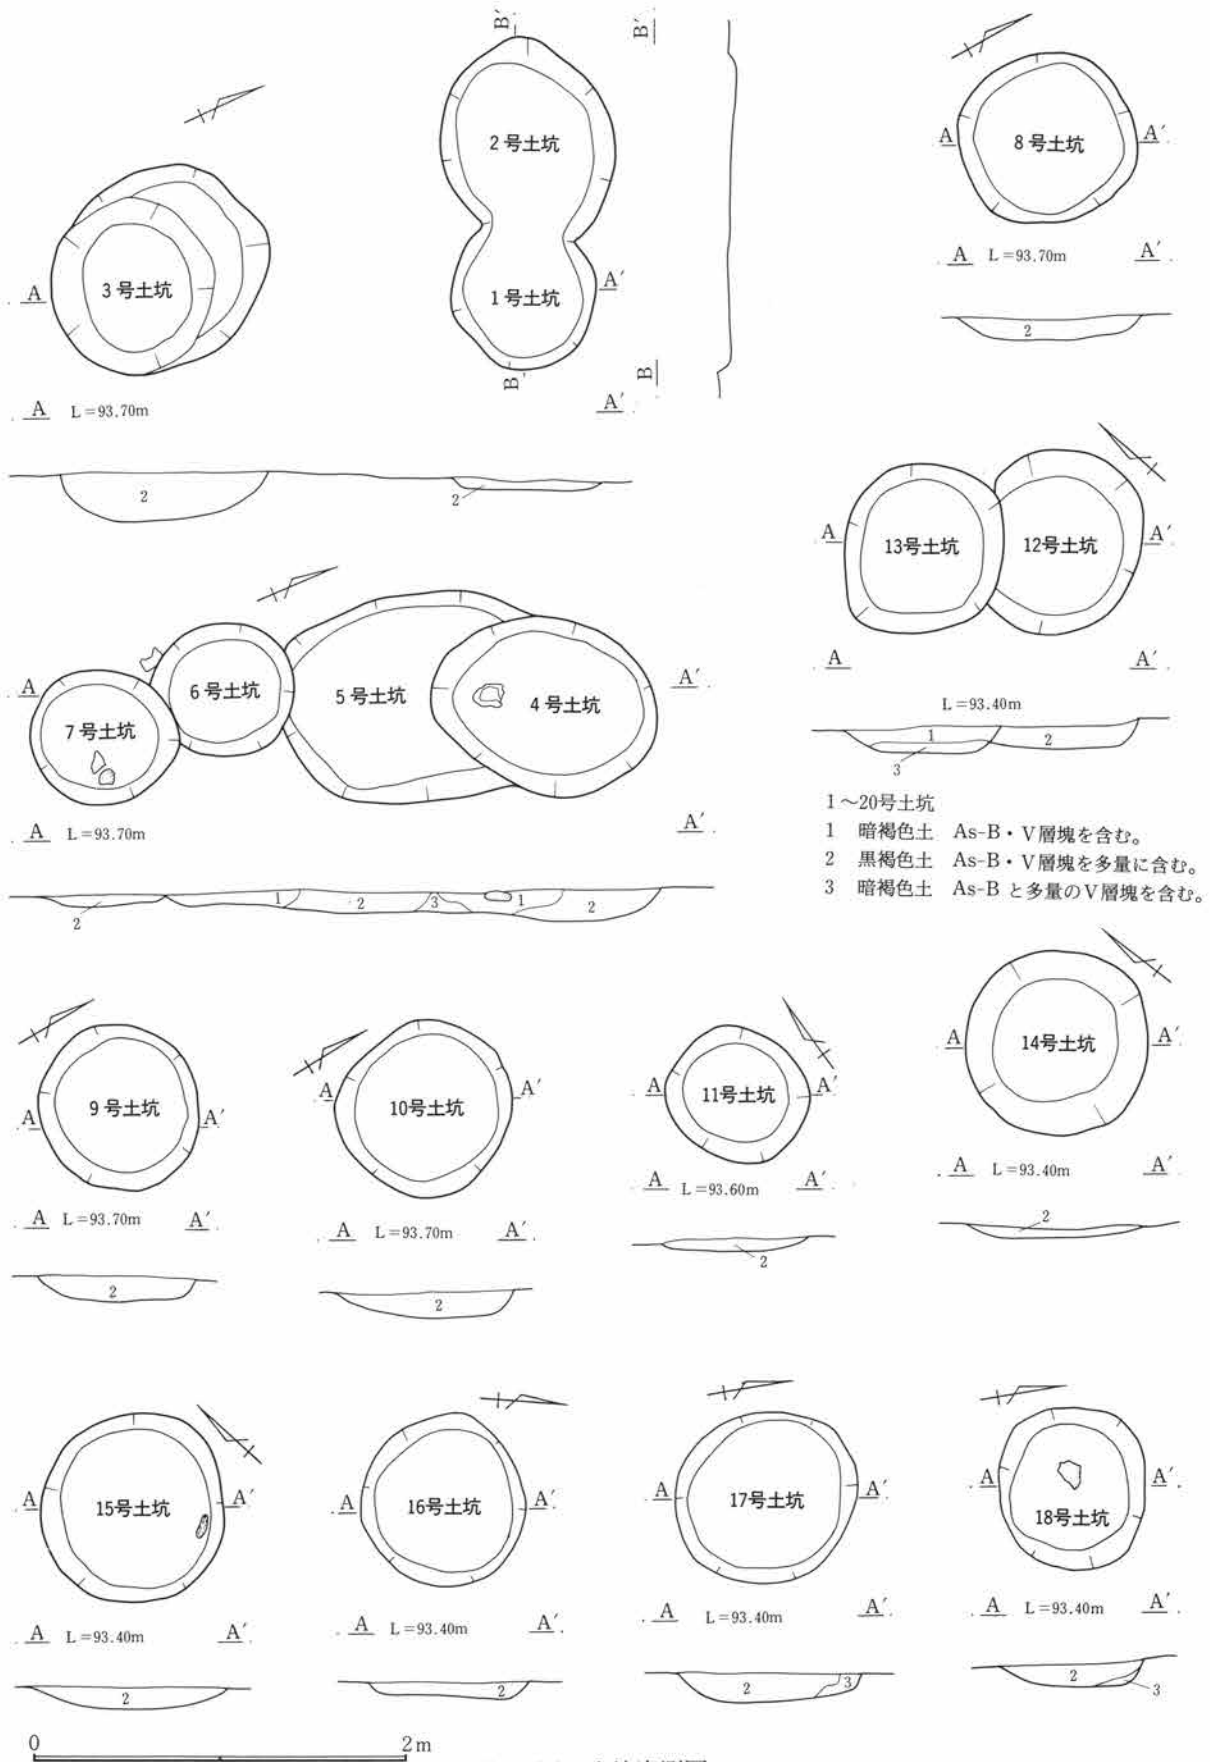 B′
B′
2号土坑
8号土坑
A
A′
3号土坑
A
1号土坑
A′
B
B
A L=93.70m A′
A L=93.70m A′
2
2
2
13号土坑
12号土坑
A
A′
A A′
L=93.40m
1
2
3
A
7号土坑
6号土坑
5号土坑
4号土坑
A′
A L=93.70m A′
2
1
2
3
1
2
1～20号土坑
1 暗褐色土 As-B・V層塊を含む。
2 黒褐色土 As-B・V層塊を多量に含む。
3 暗褐色土 As-Bと多量のV層塊を含む。
A 9号土坑 A′
A 10号土坑 A′
A 11号土坑 A′
A 14号土坑 A′
A L=93.70m A′
A L=93.70m A′
A L=93.60m A′
A L=93.40m A′
2
2
2
2
A 15号土坑 A′
A 16号土坑 A′
A 17号土坑 A′
A 18号土坑 A′
A L=93.40m A′
A L=93.40m A′
A L=93.40m A′
A L=93.40m A′
2
2
2 3
2 3
0 2m